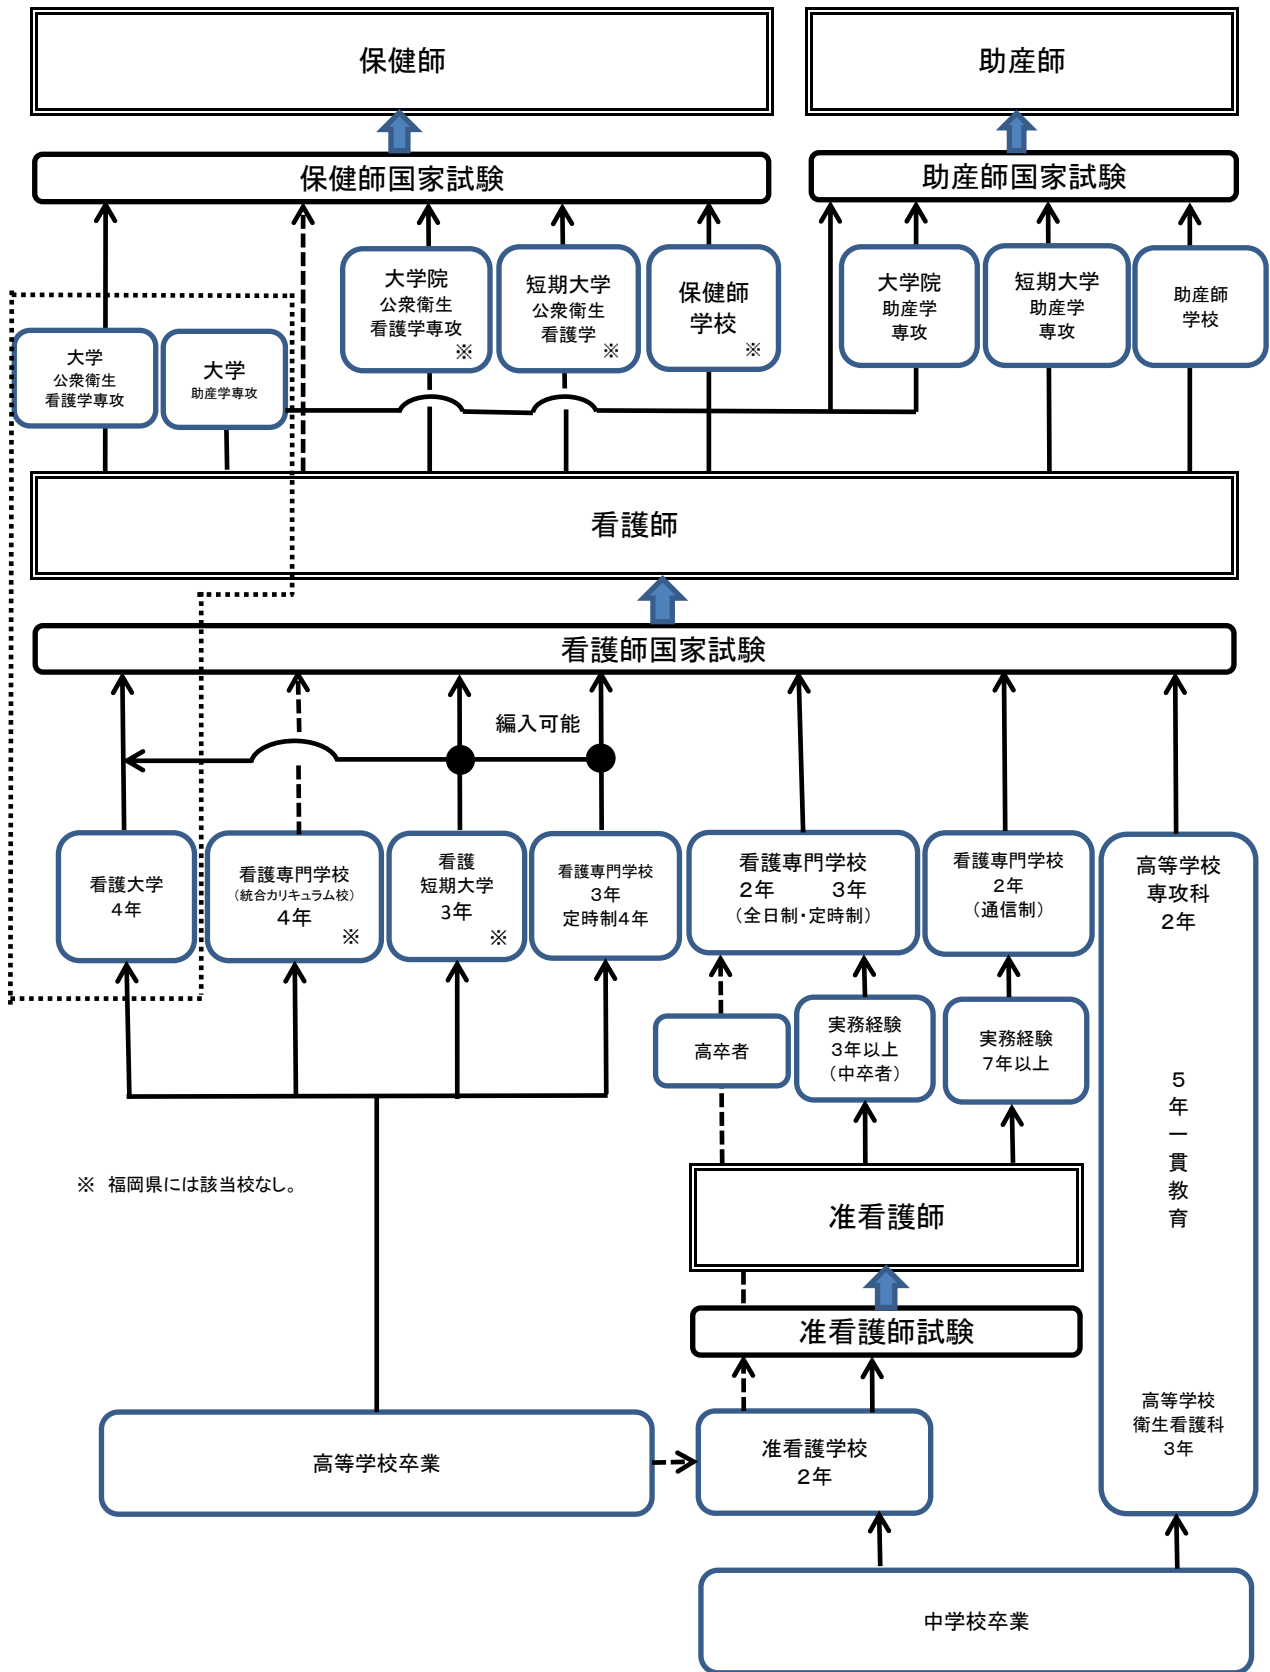 保健師
助産師
保健師国家試験
助産師国家試験
大学院
公衆衛生
看護学専攻
※
短期大学
公衆衛生
看護学
※
保健師
学校
※
大学院
助産学
専攻
短期大学
助産学
専攻
助産師
学校
大学
公衆衛生
看護学専攻
大学
助産学専攻
看護師
看護師国家試験
編入可能
看護大学
4年
看護専門学校
（統合カリキュラム校）
4年
※
看護
短期大学
3年
※
看護専門学校
3年
定時制4年
看護専門学校
2年 3年
（全日制・定時制）
看護専門学校
2年
（通信制）
高等学校
専攻科
2年
高卒者
実務経験
3年以上
（中卒者）
実務経験
7年以上
5
年
一
貫
教
育
※ 福岡県には該当校なし。
准看護師
准看護師試験
高等学校
衛生看護科
3年
高等学校卒業
准看護学校
2年
中学校卒業